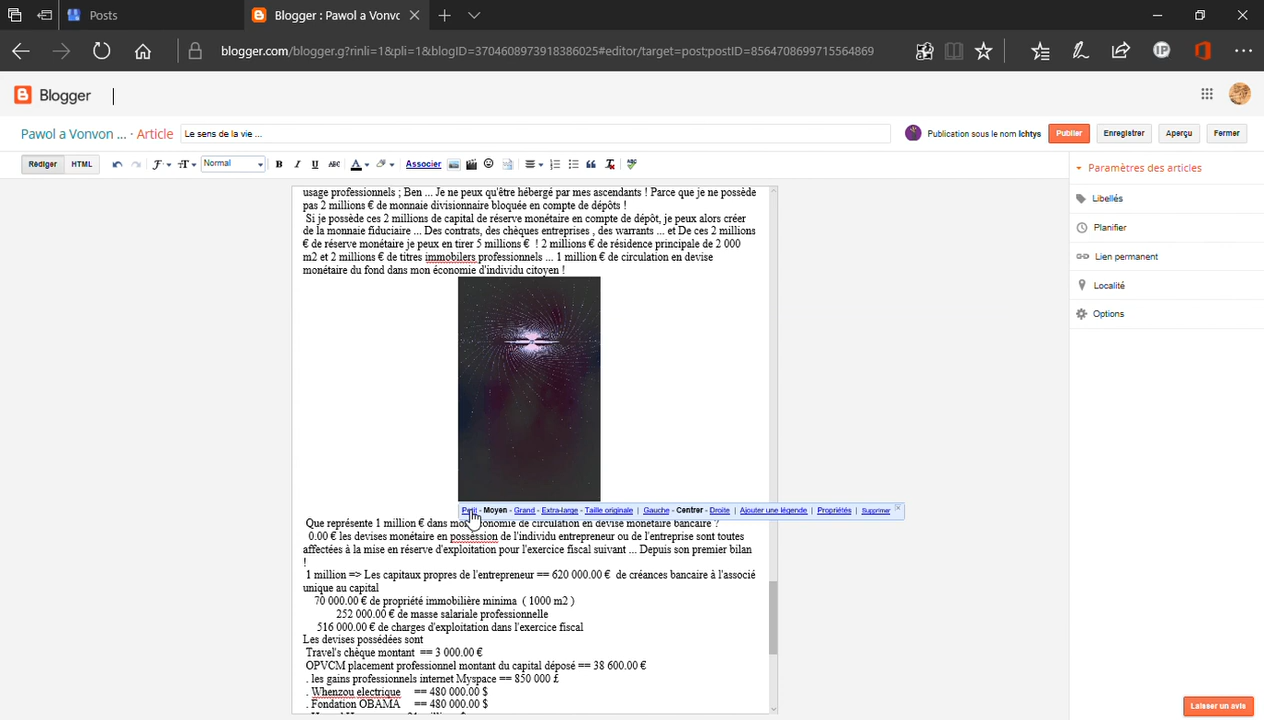 Posts
Blogger : Pawol a Vonvc
blogger.com/blogger.g?rinli=1&pli=1&blogID=3704608973918386025#editor/target=post;postID=8564708699715564869
Blogger
Pawol a Vonvon ... · Article
Le sens de la vie ...
Publication sous le nom Ichtys
Publier
Enregistrer
Aperçu
Fermer
Rédiger
HTML
Normal
B I U ABC
A
Associer
Paramètres des articles
Libellés
Planifier
Lien permanent
Localité
Options
usage professionnels ; Ben ... Je ne peux qu'être hébergé par mes ascendants ! Parce que je ne possède
pas 2 millions € de monnaie divisionnaire bloquée en compte de dépôts !
Si je possède ces 2 millions de capital de réserve monétaire en compte de dépôt, je peux alors créer
de la monnaie fiduciaire ... Des contrats, des chèques entreprises , des warrants ... et De ces 2 millions
€ de réserve monétaire je peux en tirer 5 millions € ! 2 millions € de résidence principale de 2 000
m2 et 2 millions € de titres immobilers professionnels ... 1 million € de circulation en devise
monétaire du fond dans mon économie d'individu citoyen !
Petit - Moyen - Grand - Extra-large - Taille originale | Gauche - Centrer - Droite | Ajouter une légende | Propriétés | Supprimer
Que représente 1 million € dans mon économie de circulation en devise monétaire bancaire ?
0.00 € les devises monétaire en possession de l'individu entrepreneur ou de l'entreprise sont toutes
affectées à la mise en réserve d'exploitation pour l'exercice fiscal suivant ... Depuis son premier bilan
!
1 million => Les capitaux propres de l'entrepreneur == 620 000.00 € de créances bancaire à l'associé
unique au capital
70 000.00 € de propriété immobilière minima ( 1000 m2 )
252 000.00 € de masse salariale professionnelle
516 000.00 € de charges d'exploitation dans l'exercice fiscal
Les devises possédées sont
Travel's chèque montant == 3 000.00 €
OPVCM placement professionnel montant du capital déposé == 38 600.00 €
. les gains professionnels internet Myspace == 850 000 £
. Whenzou electrique == 480 000.00 $
. Fondation OBAMA == 480 000.00 $
Laisser un avis